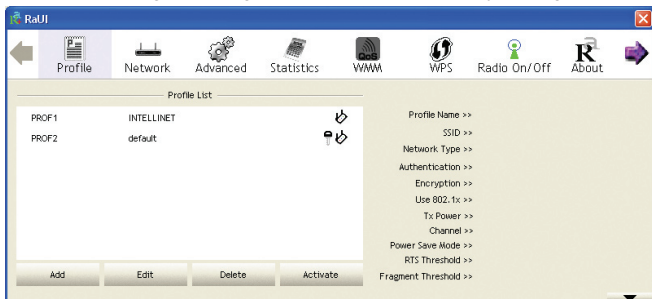 RaUI
Profile Network Advanced Statistics QoS WMM WPS Radio On/Off R About
Profile List
PROF1 INTELLINET
PROF2 default
Profile Name >>
SSID >>
Network Type >>
Authentication >>
Encryption >>
Use 802.1x >>
Tx Power >>
Channel >>
Power Save Mode >>
RTS Threshold >>
Fragment Threshold >>
Add Edit Delete Activate